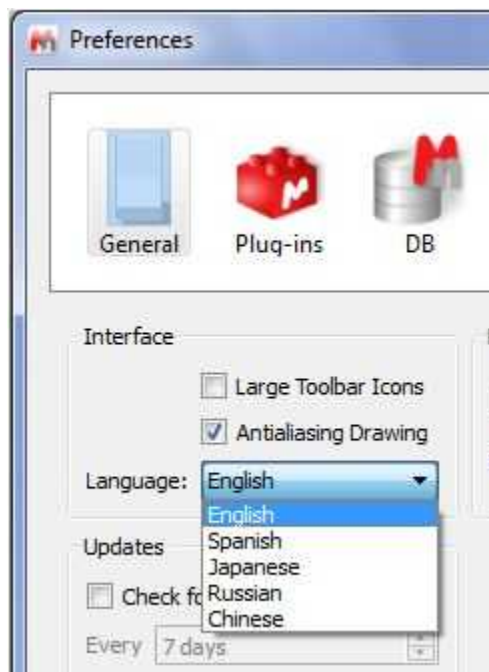 Preferences
General
Plug-ins
DB
Interface
Large Toolbar Icons
Antialiasing Drawing
Language: English
English
Spanish
Updates
Japanese
Check
Russian
Chinese
Every 7 days